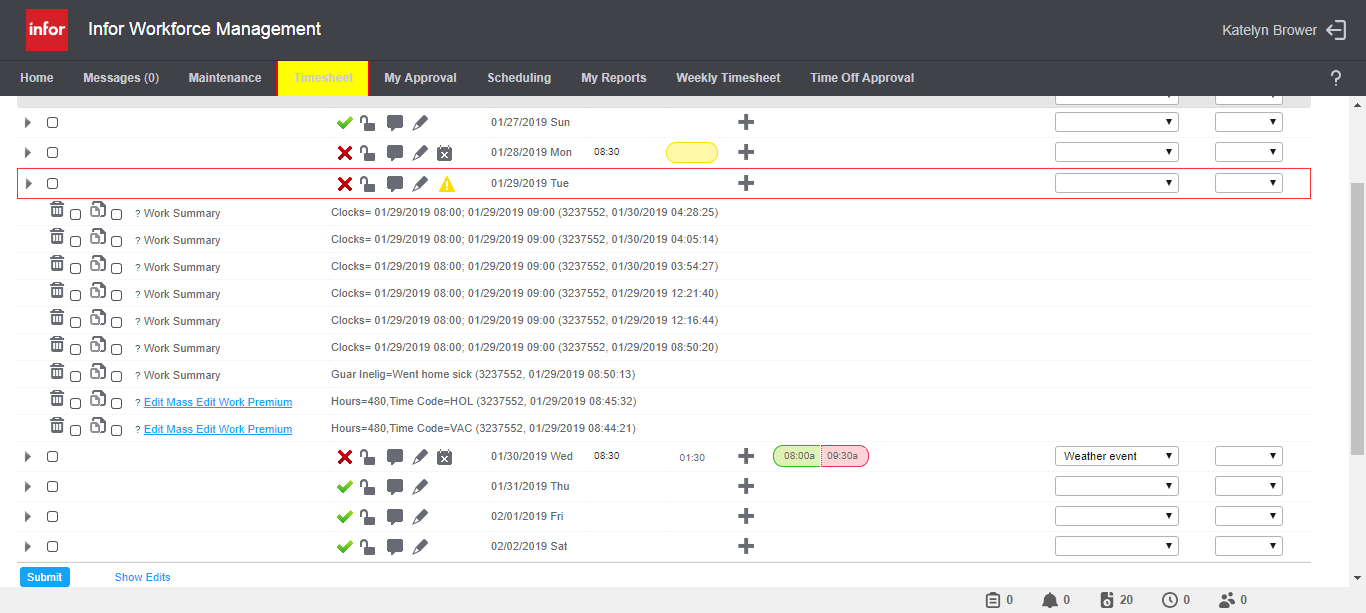 infor Infor Workforce Management Katelyn Brower
Home Messages (0) Maintenance Timesheet My Approval Scheduling My Reports Weekly Timesheet Time Off Approval ?
01/27/2019 Sun
01/28/2019 Mon 08:30
01/29/2019 Tue
? Work Summary Clocks= 01/29/2019 08:00; 01/29/2019 09:00 (3237552, 01/30/2019 04:28:25)
? Work Summary Clocks= 01/29/2019 08:00; 01/29/2019 09:00 (3237552, 01/30/2019 04:05:14)
? Work Summary Clocks= 01/29/2019 08:00; 01/29/2019 09:00 (3237552, 01/30/2019 03:54:27)
? Work Summary Clocks= 01/29/2019 08:00; 01/29/2019 09:00 (3237552, 01/29/2019 12:21:40)
? Work Summary Clocks= 01/29/2019 08:00; 01/29/2019 09:00 (3237552, 01/29/2019 12:16:44)
? Work Summary Clocks= 01/29/2019 08:00; 01/29/2019 09:00 (3237552, 01/29/2019 08:50:20)
? Work Summary Guar Inelig=Went home sick (3237552, 01/29/2019 08:50:13)
? Edit Mass Edit Work Premium Hours=480,Time Code=HOL (3237552, 01/29/2019 08:45:32)
? Edit Mass Edit Work Premium Hours=480,Time Code=VAC (3237552, 01/29/2019 08:44:21)
01/30/2019 Wed 08:30 01:30 08:00a 09:30a Weather event
01/31/2019 Thu
02/01/2019 Fri
02/02/2019 Sat
Submit Show Edits
0 0 20 0 0